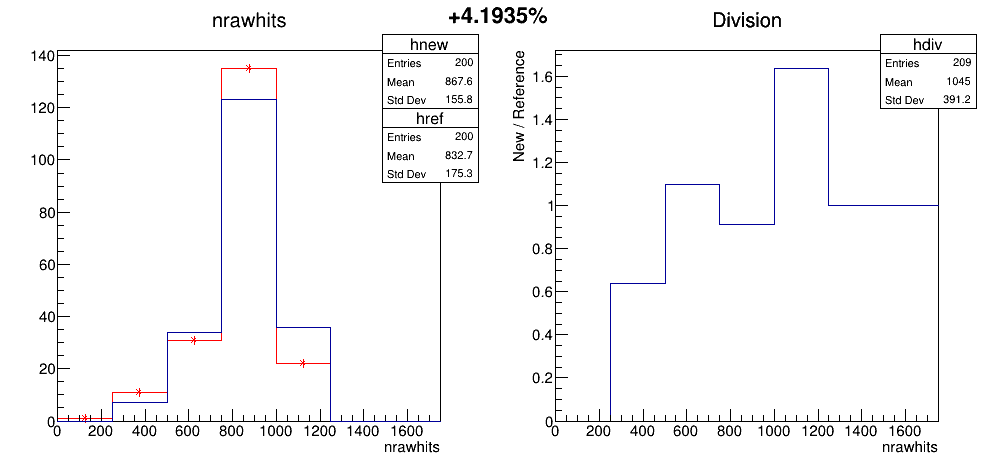 +4.1935%
nrawhits
hnew
Entries 200
Mean 867.6
Std Dev 155.8
href
Entries 200
Mean 832.7
Std Dev 175.3
140
120
100
80
60
40
20
0
0 200 400 600 800 1000 1200 1400 1600
nrawhits
Division
hdiv
Entries 209
Mean 1045
Std Dev 391.2
New / Reference
1.6
1.4
1.2
1
0.8
0.6
0.4
0.2
0
0 200 400 600 800 1000 1200 1400 1600
nrawhits